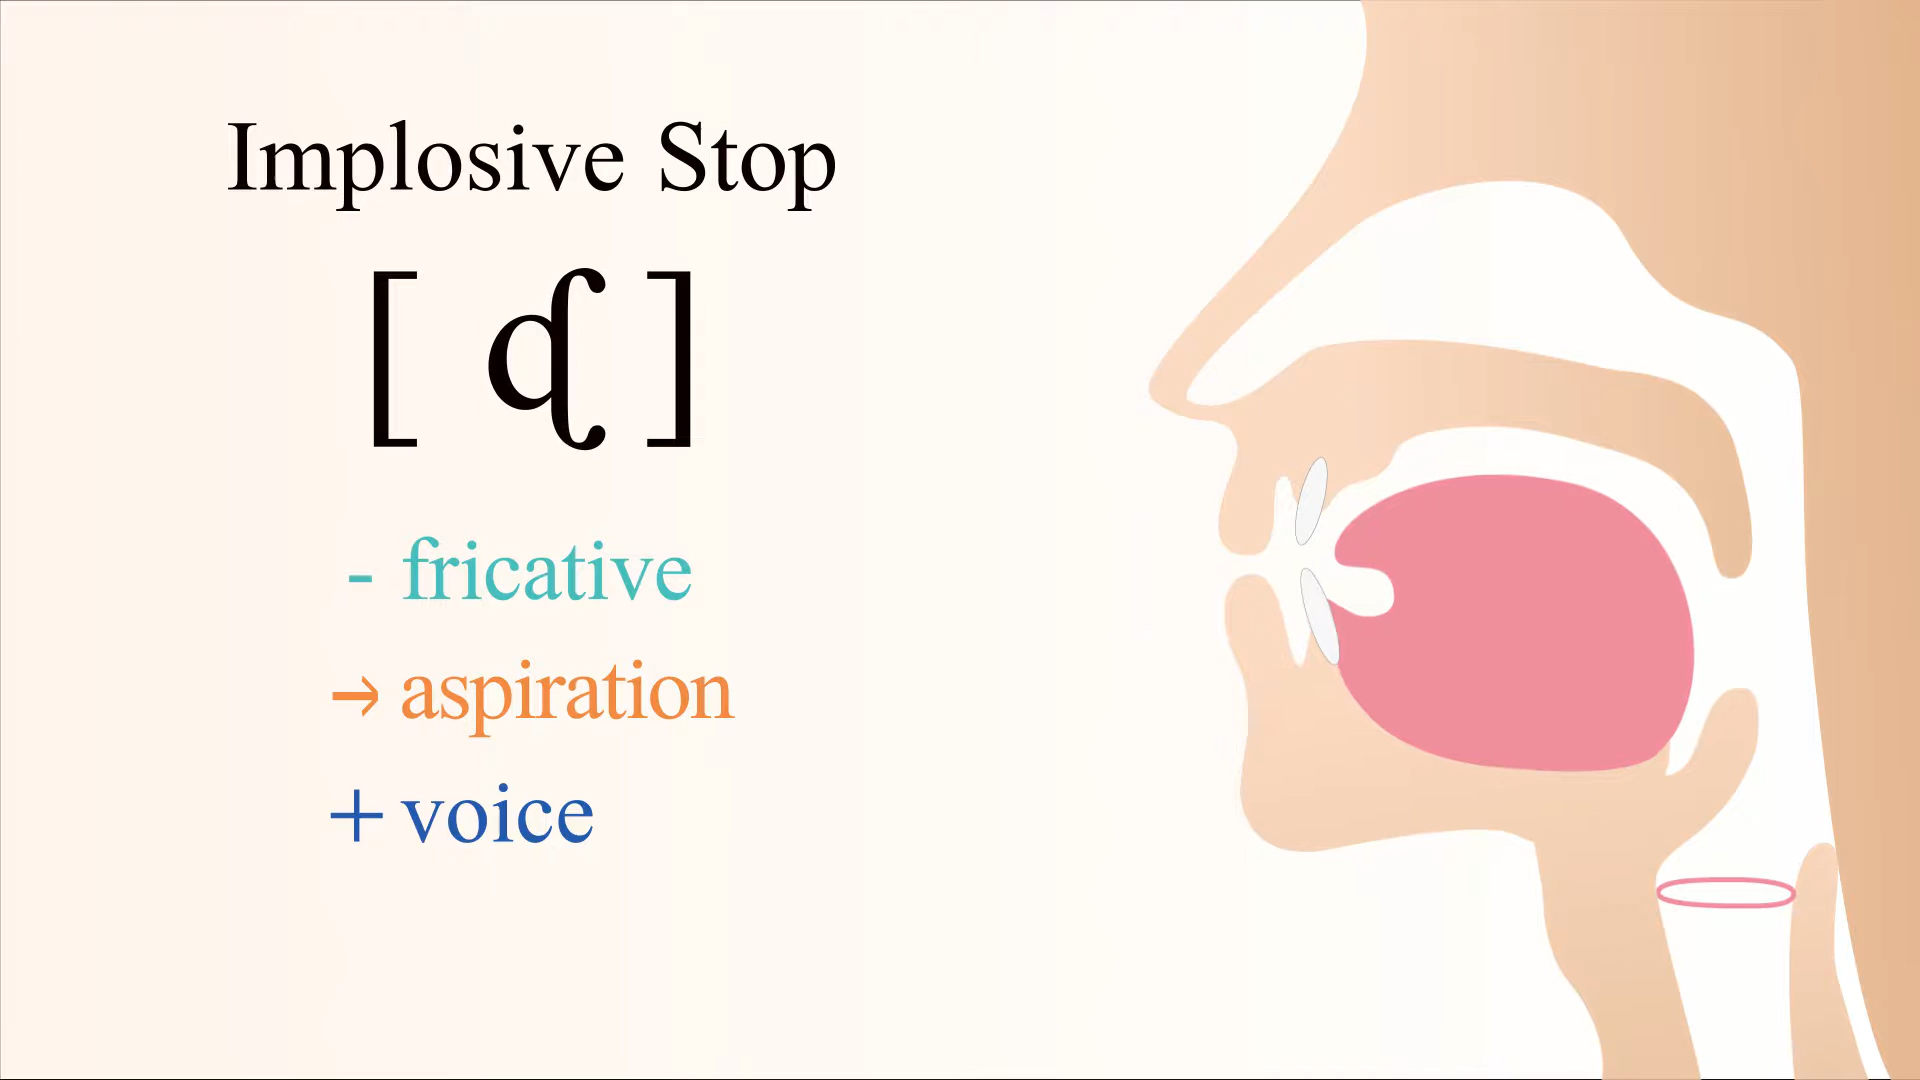 Implosive Stop
[ ᶑ ]
- fricative
→ aspiration
+ voice